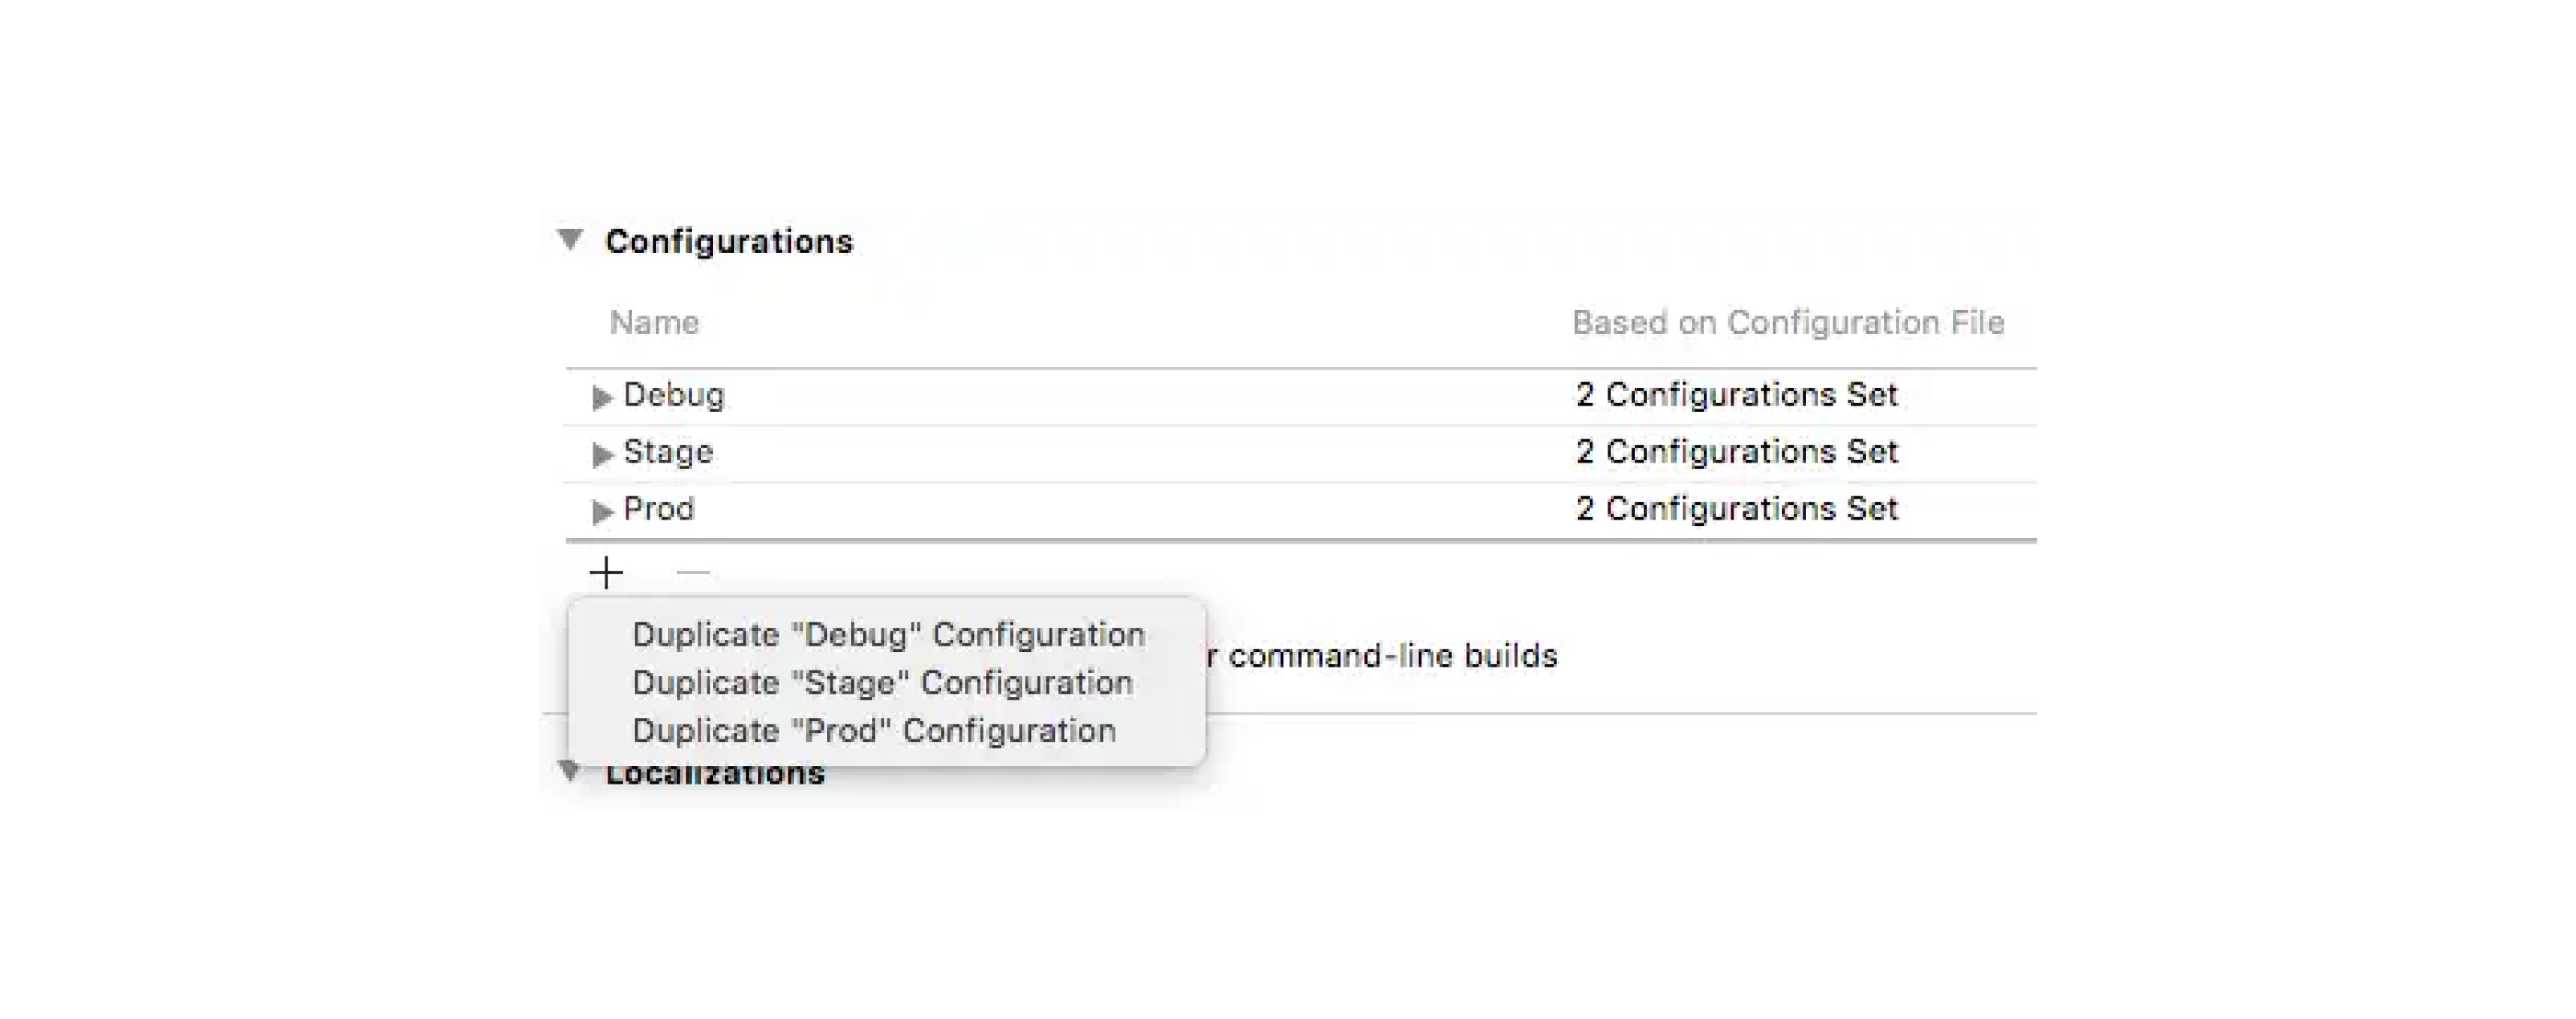 Configurations
Name Based on Configuration File
Debug 2 Configurations Set
Stage 2 Configurations Set
Prod 2 Configurations Set
Duplicate "Debug" Configuration
command-line builds
Duplicate "Stage" Configuration
Duplicate "Prod" Configuration
Localizations